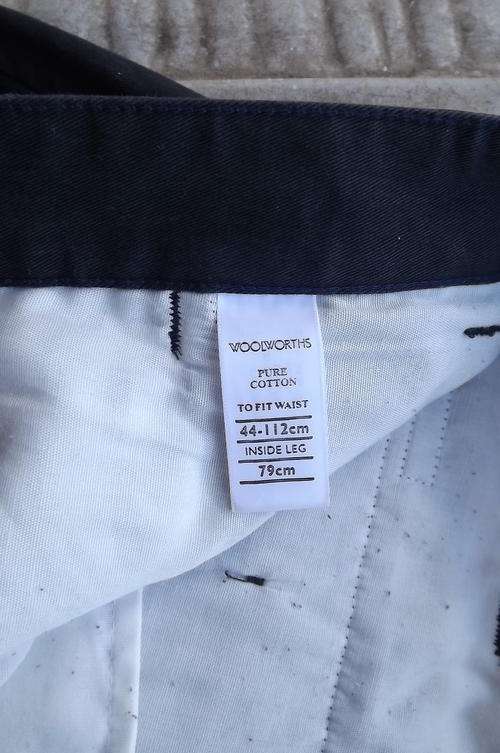 WOOLWORTHS
PURE
COTTON
TO FIT WAIST
44-112cm
INSIDE LEG
79cm